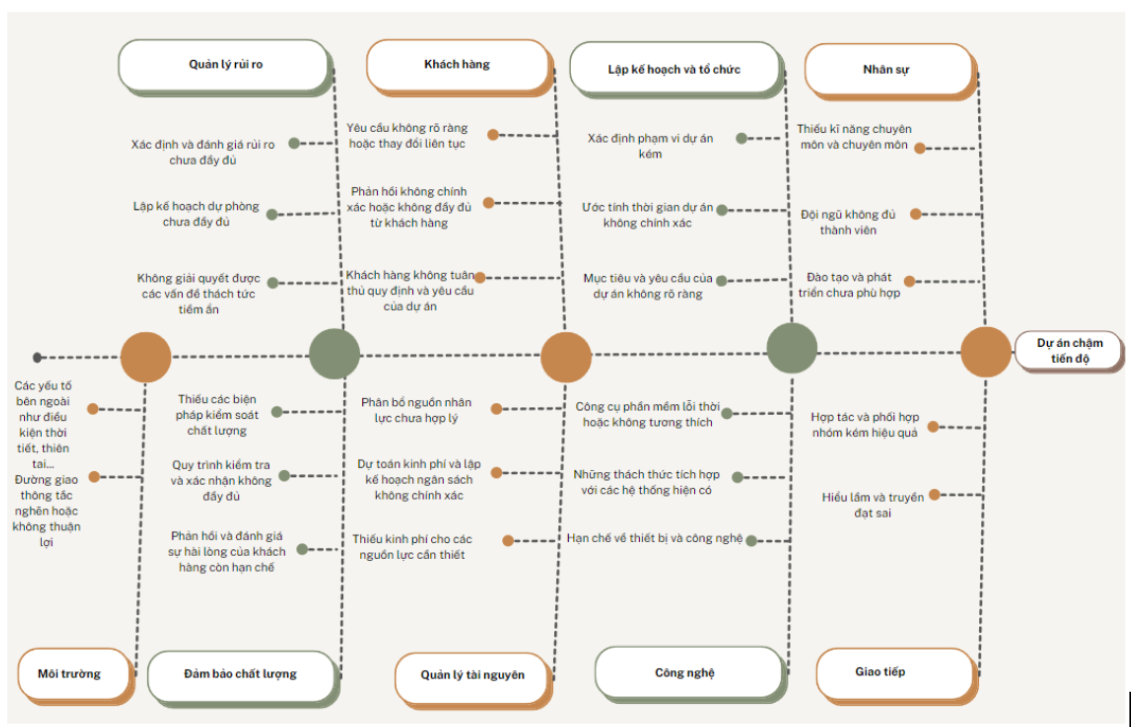 Quản lý rủi ro
Khách hàng
Lập kế hoạch và tổ chức
Nhân sự
Xác định và đánh giá rủi ro
chưa đầy đủ
Lập kế hoạch dự phòng
chưa đầy đủ
Không giải quyết được
các vấn đề thách tức
tiềm ẩn
Yêu cầu không rõ ràng
hoặc thay đổi liên tục
Phản hồi không chính
xác hoặc không đầy đủ
từ khách hàng
Khách hàng không tuân
thủ quy định và yêu cầu
của dự án
Xác định phạm vi dự án
kém
Ước tính thời gian dự án
không chính xác
Mục tiêu và yêu cầu của
dự án không rõ ràng
Thiếu kĩ năng chuyên
môn và chuyên môn
Đội ngũ không đủ
thành viên
Đào tạo và phát
triển chưa phù hợp
Dự án chậm
tiến độ
Các yếu tố
bên ngoài
như điều
kiện thời
tiết, thiên
tai...
Đường giao
thông tắc
nghẽn hoặc
không thuận
lợi
Thiếu các biện
pháp kiểm soát
chất lượng
Quy trình kiểm tra
và xác nhận không
đầy đủ
Phản hồi và đánh giá
sự hài lòng của khách
hàng còn hạn chế
Phân bổ nguồn nhân
lực chưa hợp lý
Dự toán kinh phí và lập
kế hoạch ngân sách
không chính xác
Thiếu kinh phí cho các
nguồn lực cần thiết
Công cụ phần mềm lỗi thời
hoặc không tương thích
Những thách thức tích hợp
với các hệ thống hiện có
Hạn chế về thiết bị và công nghệ
Hợp tác và phối hợp
nhóm kém hiệu quả
Hiểu lầm và truyền
đạt sai
Môi trường
Đảm bảo chất lượng
Quản lý tài nguyên
Công nghệ
Giao tiếp